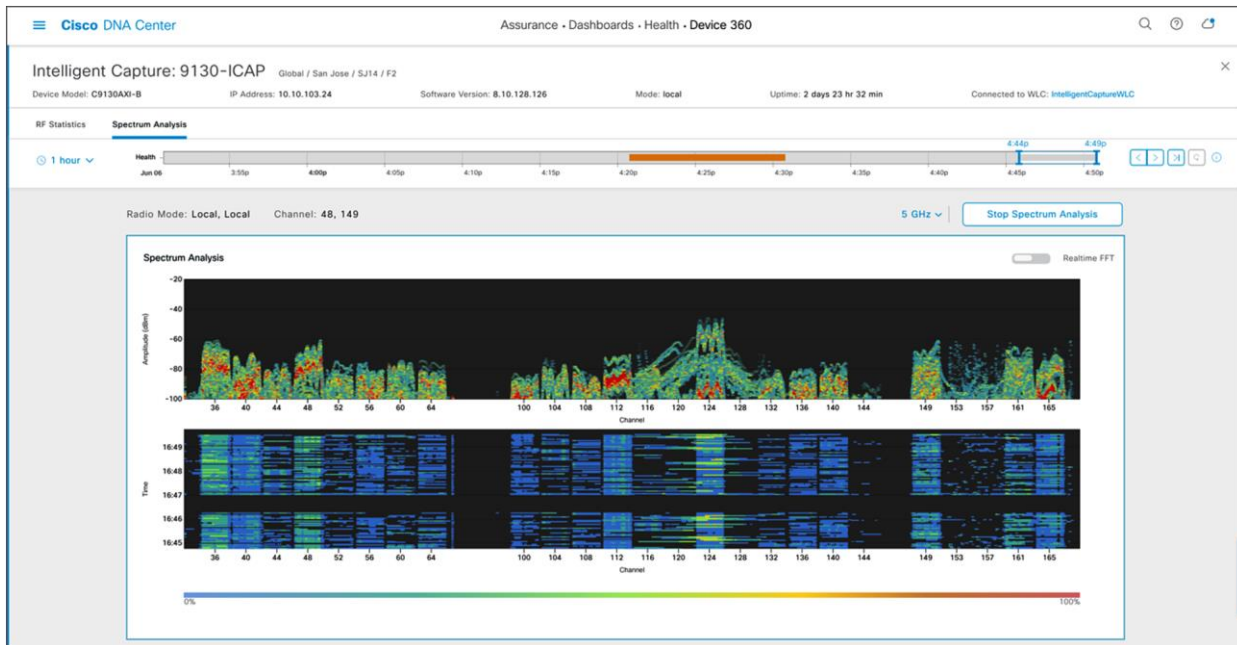 Cisco DNA Center
Assurance • Dashboards • Health • Device 360
Intelligent Capture: 9130-ICAP Global / San Jose / SJ14 / F2
Device Model: C9130AXI-B IP Address: 10.10.103.24 Software Version: 8.10.128.126 Mode: local Uptime: 2 days 23 hr 32 min Connected to WLC: IntelligentCaptureWLC
RF Statistics Spectrum Analysis
4:44p 4:49p
1 hour Health
Jun 06 3:55p 4:00p 4:05p 4:10p 4:15p 4:20p 4:25p 4:30p 4:35p 4:40p 4:45p 4:50p
Radio Mode: Local, Local Channel: 48, 149 5 GHz Stop Spectrum Analysis
Spectrum Analysis Realtime FFT
-20
-40
-60
-80
-100
Amplitude (dBm)
36 40 44 48 52 56 60 64 100 104 108 112 116 120 124 128 132 136 140 144 149 153 157 161 165
Channel
16:49
16:48
16:47
16:46
16:45
Time
36 40 44 48 52 56 60 64 100 104 108 112 116 120 124 128 132 136 140 144 149 153 157 161 165
Channel
0% 100%